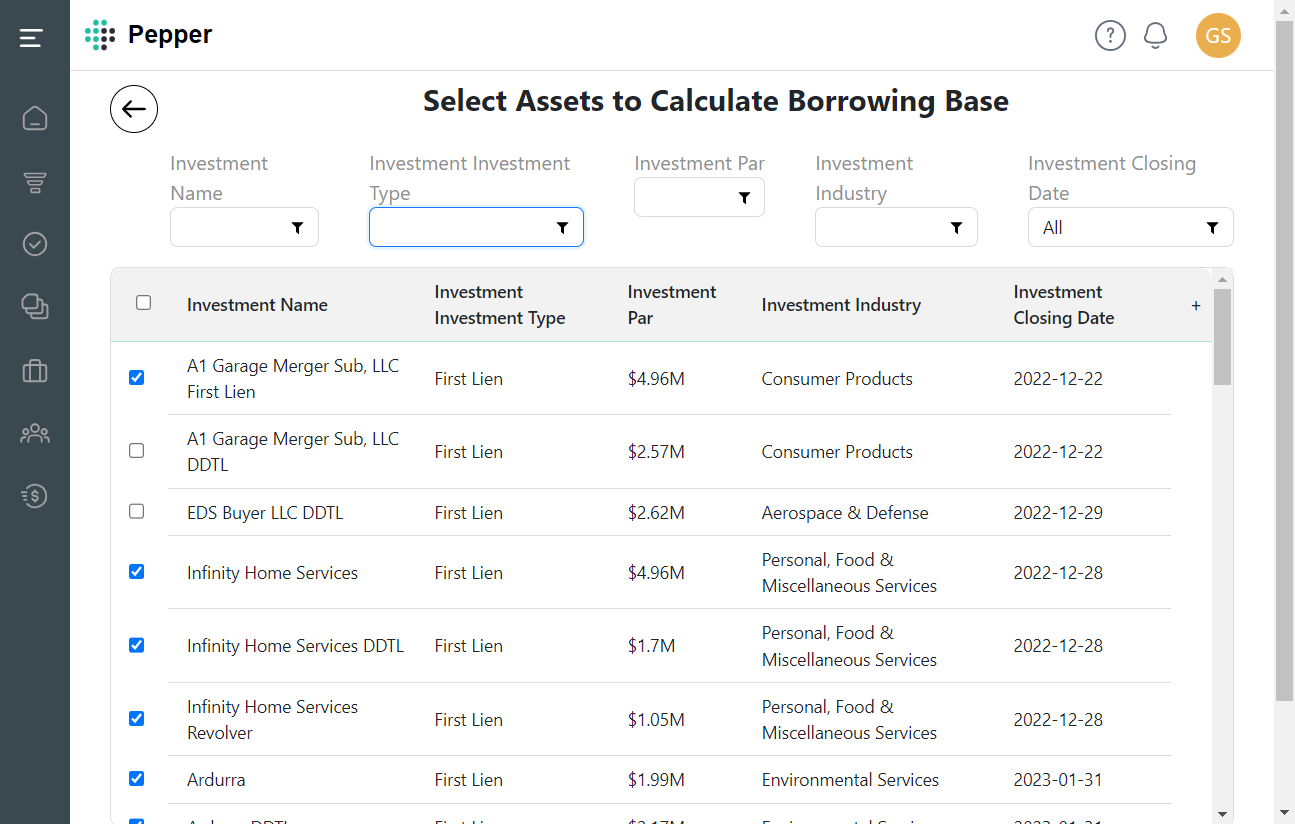 Pepper
?
GS
Select Assets to Calculate Borrowing Base
Investment
Name
Investment Investment
Type
Investment Par
Investment
Industry
Investment Closing
Date
All
Investment Name
Investment
Investment Type
Investment
Par
Investment Industry
Investment
Closing Date
+
A1 Garage Merger Sub, LLC
First Lien
First Lien
$4.96M
Consumer Products
2022-12-22
A1 Garage Merger Sub, LLC
DDTL
First Lien
$2.57M
Consumer Products
2022-12-22
EDS Buyer LLC DDTL
First Lien
$2.62M
Aerospace & Defense
2022-12-29
Infinity Home Services
First Lien
$4.96M
Personal, Food &
Miscellaneous Services
2022-12-28
Infinity Home Services DDTL
First Lien
$1.7M
Personal, Food &
Miscellaneous Services
2022-12-28
Infinity Home Services
Revolver
First Lien
$1.05M
Personal, Food &
Miscellaneous Services
2022-12-28
Ardurra
First Lien
$1.99M
Environmental Services
2023-01-31